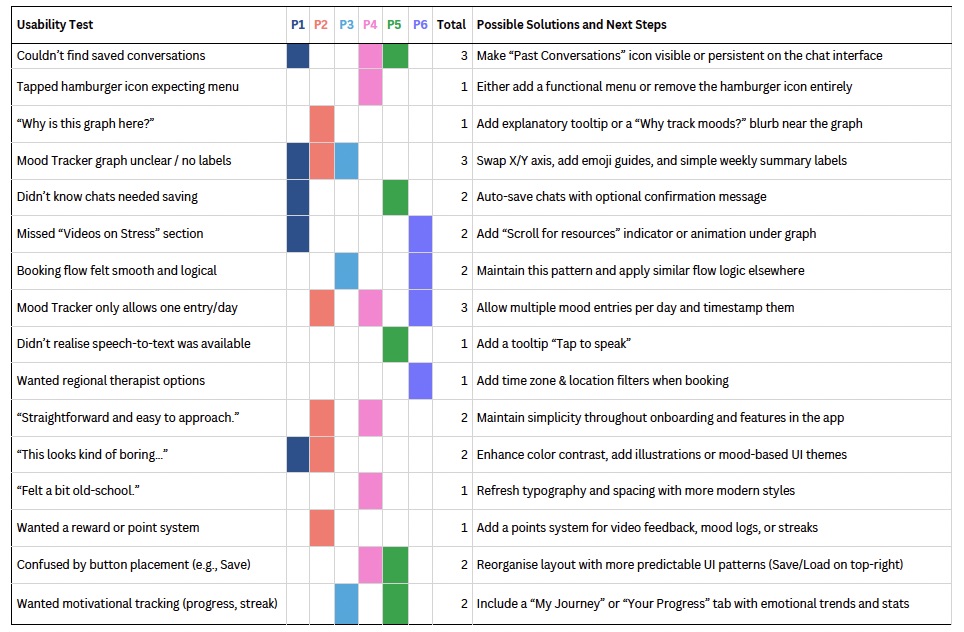 Usability Test P1 P2 P3 P4 P5 P6 Total Possible Solutions and Next Steps
Couldn’t find saved conversations 3 Make “Past Conversations” icon visible or persistent on the chat interface
Tapped hamburger icon expecting menu 1 Either add a functional menu or remove the hamburger icon entirely
“Why is this graph here?” 1 Add explanatory tooltip or a “Why track moods?” blurb near the graph
Mood Tracker graph unclear / no labels 3 Swap X/Y axis, add emoji guides, and simple weekly summary labels
Didn’t know chats needed saving 2 Auto-save chats with optional confirmation message
Missed “Videos on Stress” section 2 Add “Scroll for resources” indicator or animation under graph
Booking flow felt smooth and logical 2 Maintain this pattern and apply similar flow logic elsewhere
Mood Tracker only allows one entry/day 3 Allow multiple mood entries per day and timestamp them
Didn’t realise speech-to-text was available 1 Add a tooltip “Tap to speak”
Wanted regional therapist options 1 Add time zone & location filters when booking
“Straightforward and easy to approach.” 2 Maintain simplicity throughout onboarding and features in the app
“This looks kind of boring…” 2 Enhance color contrast, add illustrations or mood-based UI themes
“Felt a bit old-school.” 1 Refresh typography and spacing with more modern styles
Wanted a reward or point system 1 Add a points system for video feedback, mood logs, or streaks
Confused by button placement (e.g., Save) 2 Reorganise layout with more predictable UI patterns (Save/Load on top-right)
Wanted motivational tracking (progress, streak) 2 Include a “My Journey” or “Your Progress” tab with emotional trends and stats